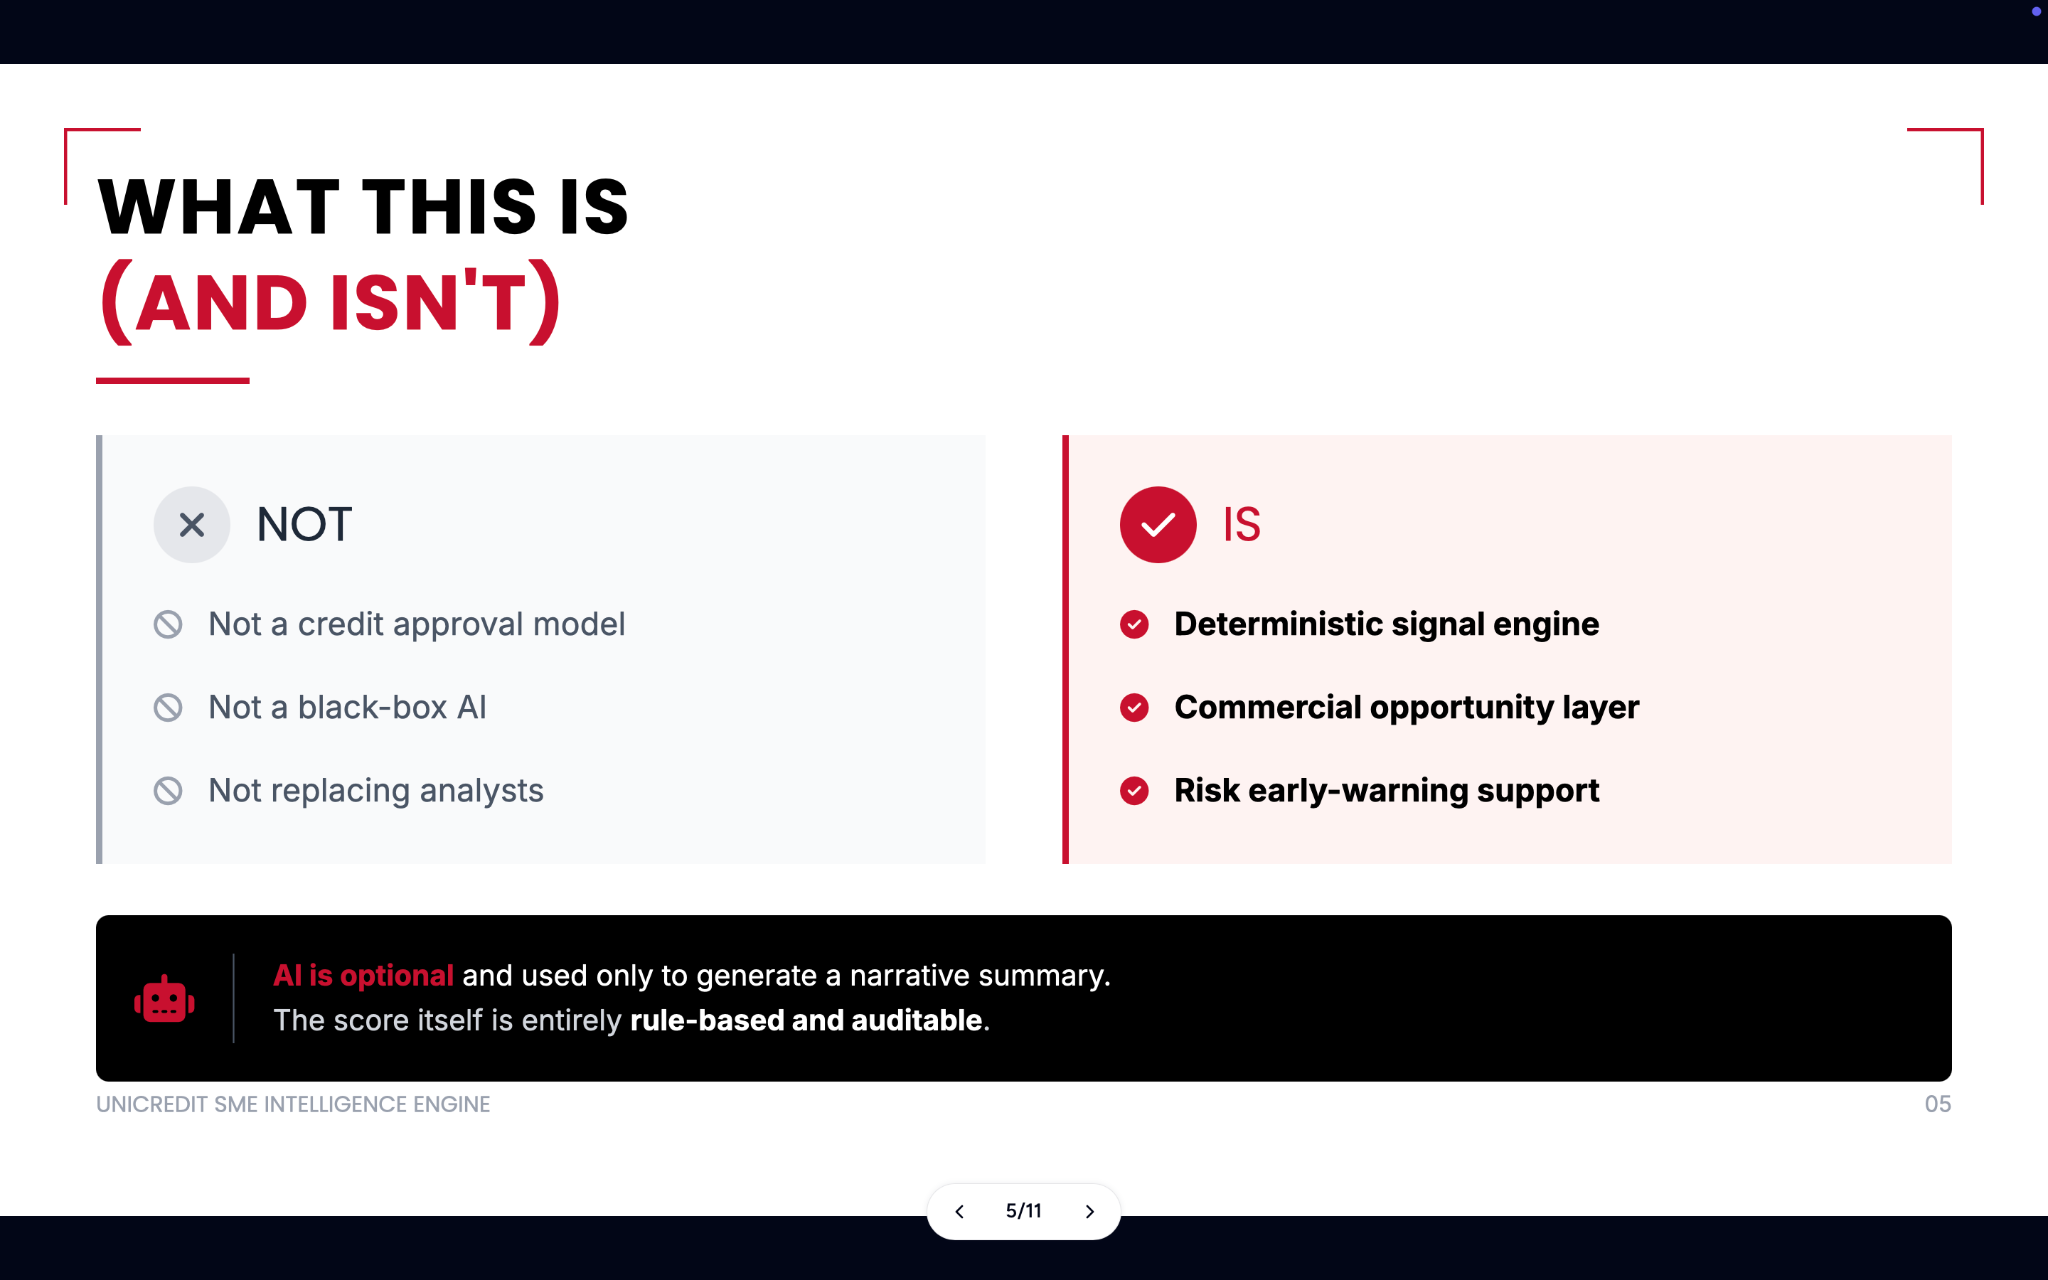 WHAT THIS IS
(AND ISN'T)
NOT
Not a credit approval model
Not a black-box AI
Not replacing analysts
IS
Deterministic signal engine
Commercial opportunity layer
Risk early-warning support
AI is optional and used only to generate a narrative summary.
The score itself is entirely rule-based and auditable.
UNICREDIT SME INTELLIGENCE ENGINE
05
5/11